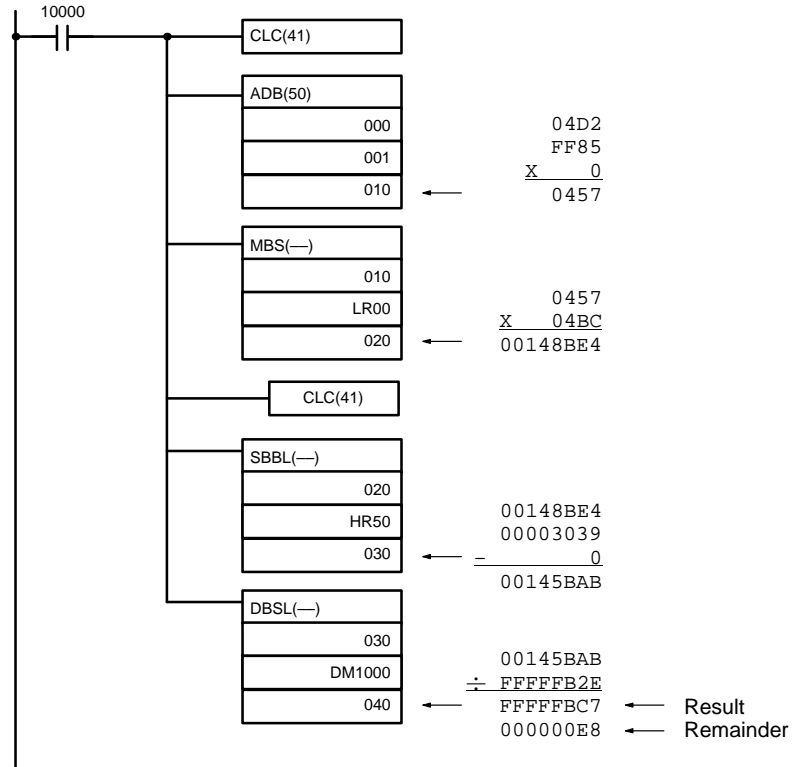 10000
CLC(41)
ADB(50)
000
001
010
04D2
FF85
X 0
0457
MBS(––)
010
LR00
020
0457
X 04BC
00148BE4
CLC(41)
SBBL(––)
020
HR50
030
00148BE4
00003039
– 0
00145BAB
DBSL(––)
030
DM1000
040
00145BAB
÷ FFFFFB2E
FFFFFBC7 Result
000000E8 Remainder